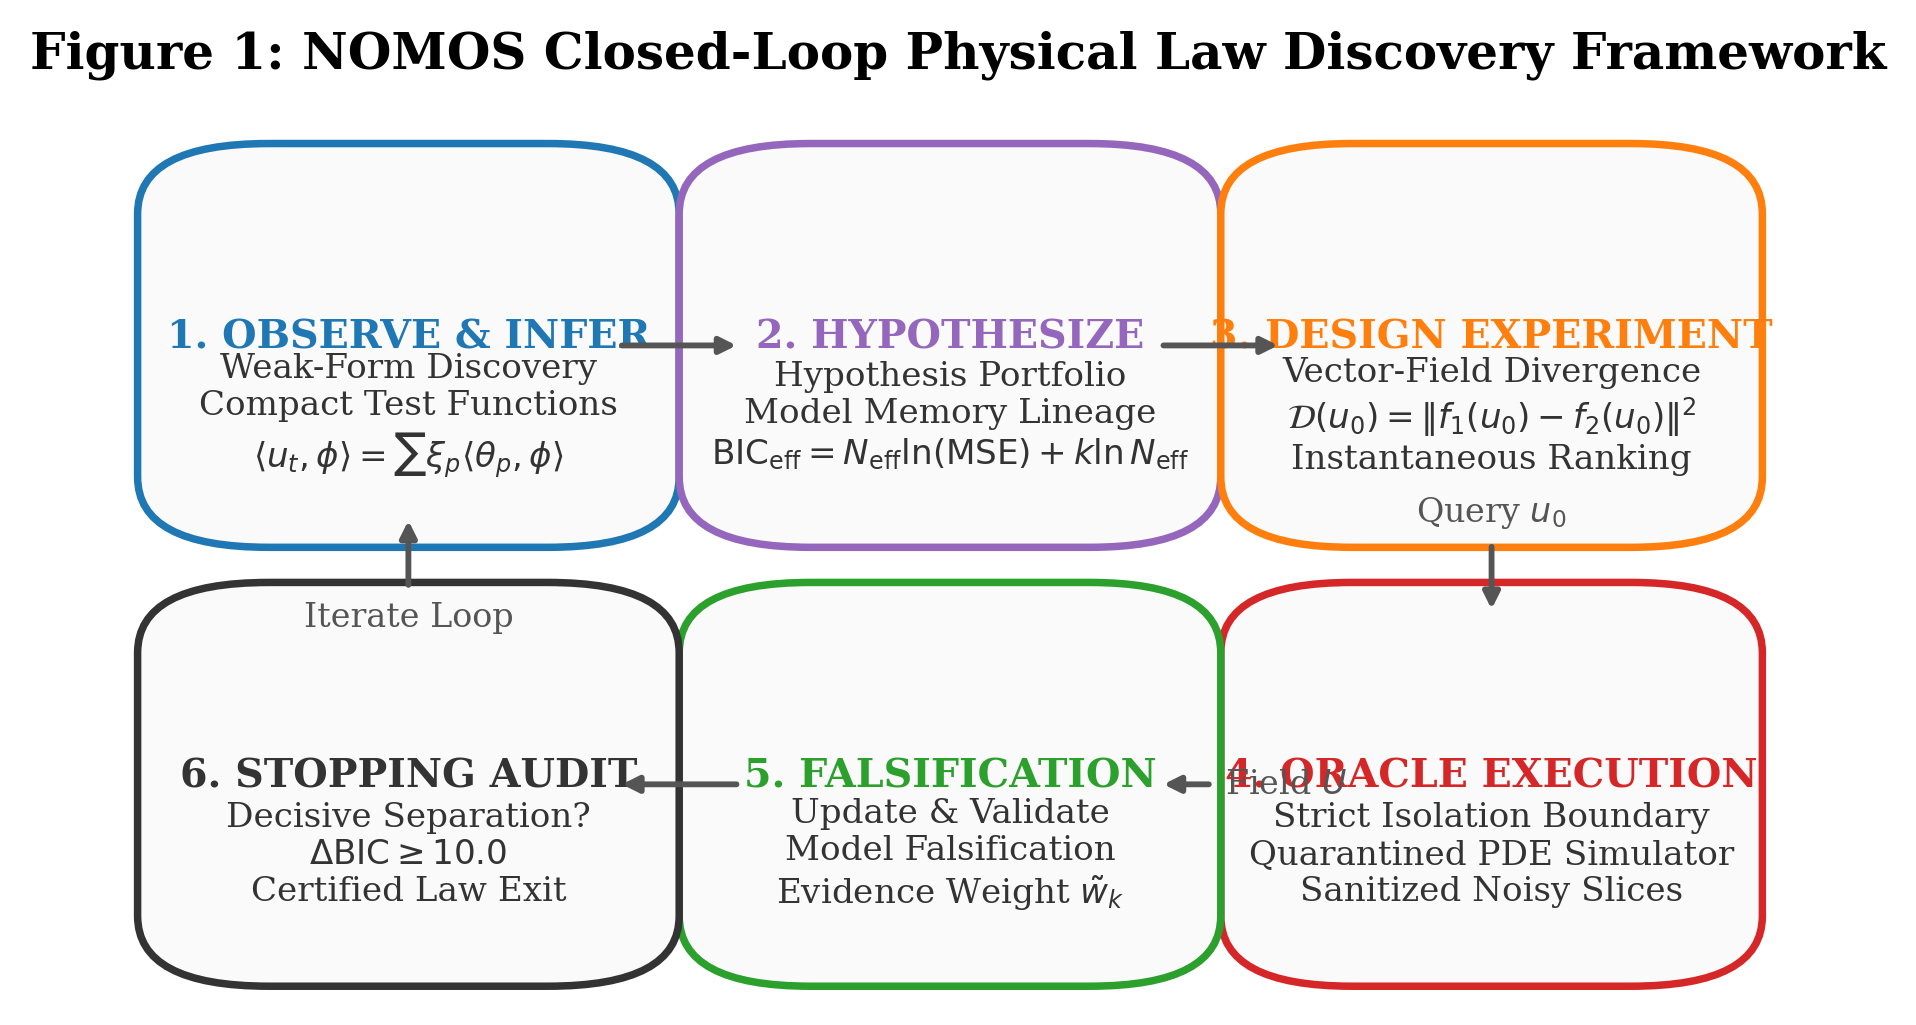 Figure 1: NOMOS Closed-Loop Physical Law Discovery Framework
1. OBSERVE & INFER
Weak-Form Discovery
Compact Test Functions
⟨u_t, ϕ⟩ = ∑ ξ_p⟨θ_p, ϕ⟩
2. HYPOTHESIZE
Hypothesis Portfolio
Model Memory Lineage
BIC_eff = N_eff ln(MSE) + k ln N_eff
3. DESIGN EXPERIMENT
Vector-Field Divergence
𝒟(u_0) = ‖f_1(u_0) − f_2(u_0)‖²
Instantaneous Ranking
Query u_0
Iterate Loop
6. STOPPING AUDIT
Decisive Separation?
ΔBIC ≥ 10.0
Certified Law Exit
5. FALSIFICATION
Update & Validate
Model Falsification
Evidence Weight w̃_k
Field U
4. ORACLE EXECUTION
Strict Isolation Boundary
Quarantined PDE Simulator
Sanitized Noisy Slices